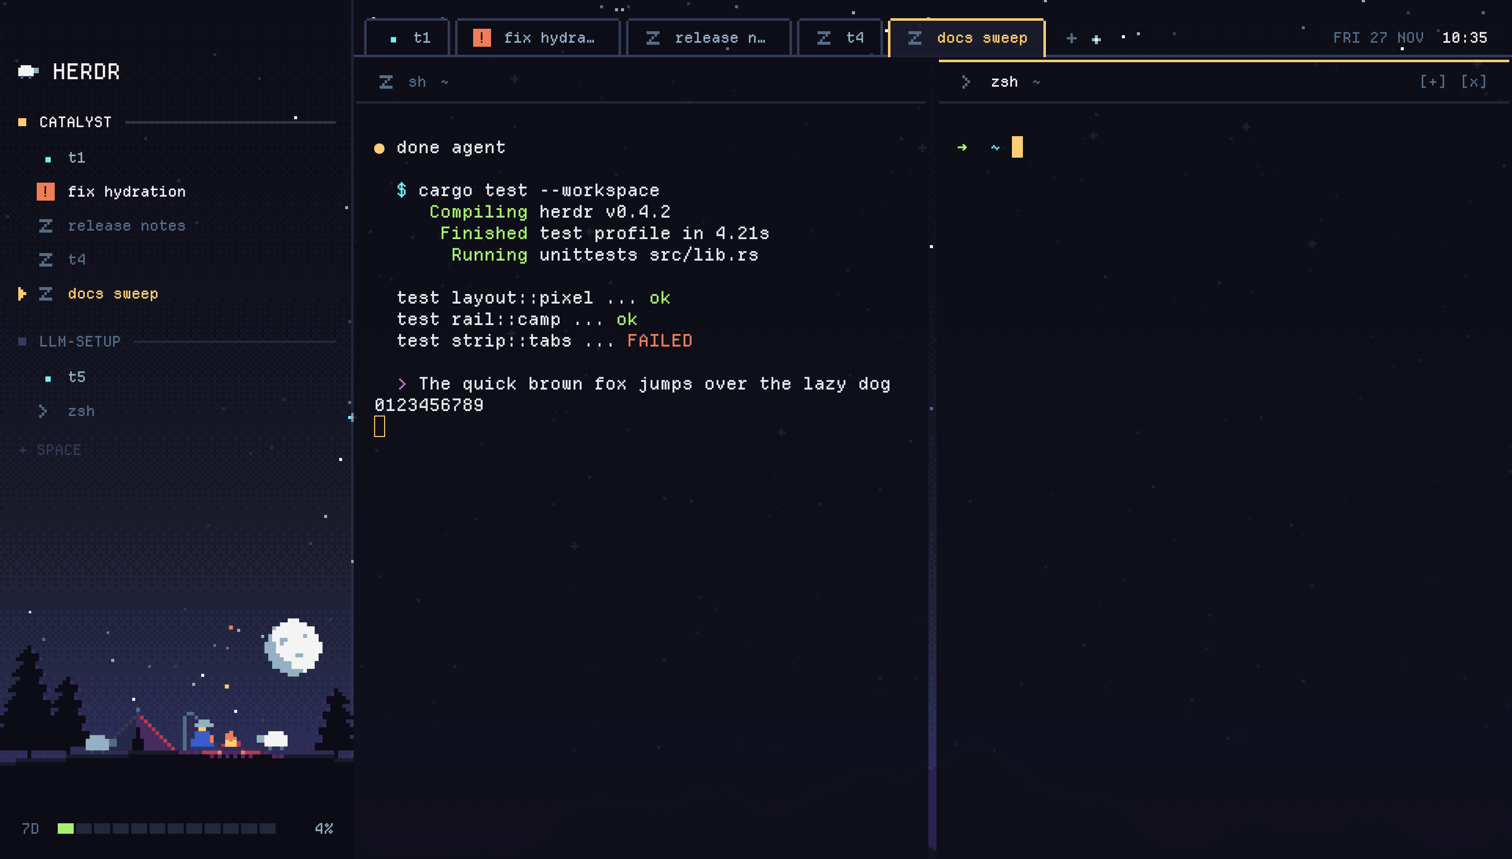 HERDR
CATALYST
t1
! fix hydration
Z release notes
Z t4
Z docs sweep
LLM-SETUP
t5
> zsh
+ SPACE
7D 4%
t1
! fix hydra…
Z release n…
Z t4
Z docs sweep
+
FRI 27 NOV 10:35
Z sh ~
● done agent
$ cargo test --workspace
Compiling herdr v0.4.2
Finished test profile in 4.21s
Running unittests src/lib.rs
test layout::pixel ... ok
test rail::camp ... ok
test strip::tabs ... FAILED
> The quick brown fox jumps over the lazy dog
0123456789
> zsh ~ [+] [x]
➜ ~